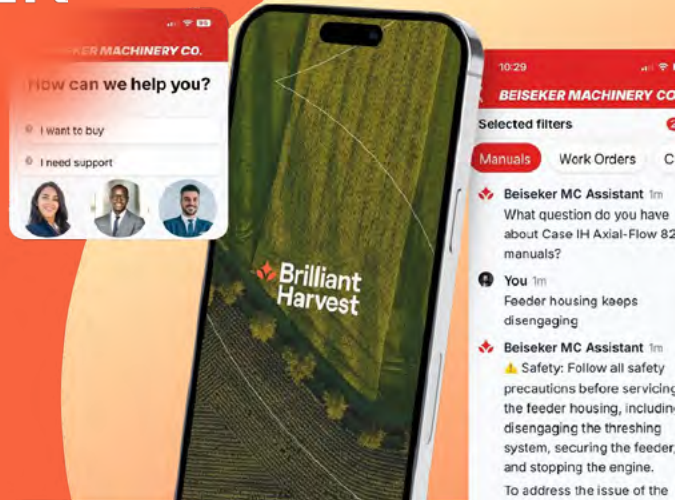 KER MACHINERY CO.
How can we help you?
I want to buy
I need support
Brilliant
Harvest
10:29
BEISEKER MACHINERY CO
Selected filters
2
Manuals Work Orders C
Beiseker MC Assistant 1m
What question do you have
about Case IH Axial-Flow 82
manuals?
You 1m
Feeder housing keeps
disengaging
Beiseker MC Assistant 1m
Safety: Follow all safety
precautions before servicing
the feeder housing, including
disengaging the threshing
system, securing the feeder,
and stopping the engine.
To address the issue of the